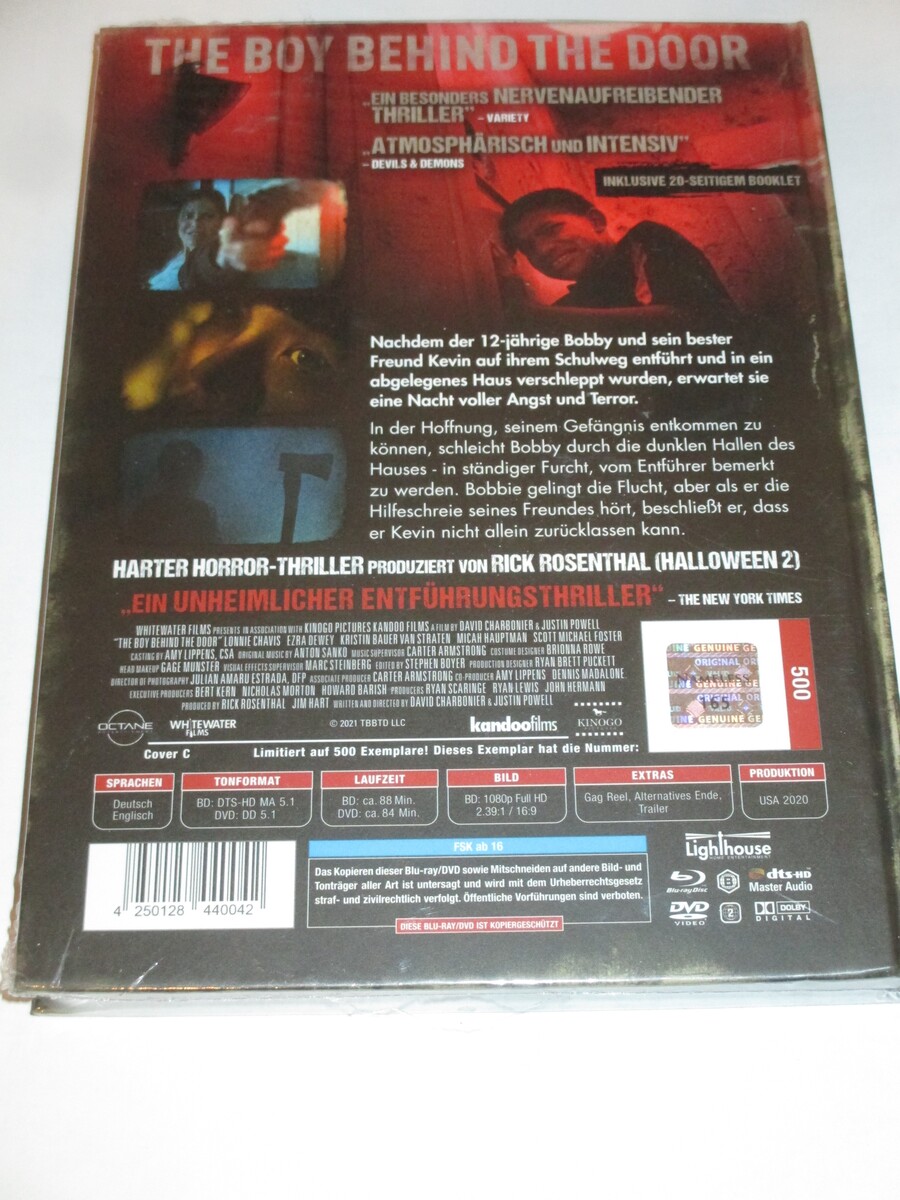 THE BOY BEHIND THE DOOR
„EIN BESONDERS NERVENAUFREIBENDER
THRILLER" – VARIETY
„ATMOSPHÄRISCH UND INTENSIV"
– DEVILS & DEMONS
INKLUSIVE 20-SEITIGEM BOOKLET
Nachdem der 12-jährige Bobby und sein bester
Freund Kevin auf ihrem Schulweg entführt und in ein
abgelegenes Haus verschleppt wurden, erwartet sie
eine Nacht voller Angst und Terror.
In der Hoffnung, seinem Gefängnis entkommen zu
können, schleicht Bobby durch die dunklen Hallen des
Hauses - in ständiger Furcht, vom Entführer bemerkt
zu werden. Bobbie gelingt die Flucht, aber als er die
Hilfeschreie seines Freundes hört, beschließt er, dass
er Kevin nicht allein zurücklassen kann.
HARTER HORROR-THRILLER PRODUZIERT VON RICK ROSENTHAL (HALLOWEEN 2)
„EIN UNHEIMLICHER ENTFÜHRUNGSTHRILLER" – THE NEW YORK TIMES
WHITEWATER FILMS PRESENTS IN ASSOCIATION WITH KINOGO PICTURES KANDOO FILMS A FILM BY DAVID CHARBONIER & JUSTIN POWELL
"THE BOY BEHIND THE DOOR" LONNIE CHAVIS EZRA DEWEY KRISTIN BAUER VAN STRATEN MICAH HAUPTMAN SCOTT MICHAEL FOSTER
CASTING BY AMY LIPPENS, CSA ORIGINAL MUSIC BY ANTON SANKO MUSIC SUPERVISOR CARTER ARMSTRONG COSTUME DESIGNER BRIONNA ROWE
HEAD MAKEUP GAGE MUNSTER VISUAL EFFECTS SUPERVISOR MARC STEINBERG EDITED BY STEPHEN BOYER PRODUCTION DESIGNER RYAN BRETT PUCKETT
DIRECTOR OF PHOTOGRAPHY JULIAN AMARU ESTRADA, DFP ASSOCIATE PRODUCER CARTER ARMSTRONG CO-PRODUCER AMY LIPPENS DENNIS MADALONE
EXECUTIVE PRODUCERS BERT KERN NICHOLAS MORTON HOWARD BARISH PRODUCERS RYAN SCARINGE RYAN LEWIS JOHN HERMANN
PRODUCED BY RICK ROSENTHAL JIM HART WRITTEN AND DIRECTED BY DAVID CHARBONIER & JUSTIN POWELL
GENUINE
ORIGINAL
NAMELESS
500
OCTANE
WHITEWATER
FILMS
© 2021 TBBTD LLC
kandoofilms
KINOGO
Cover C
Limitiert auf 500 Exemplare! Dieses Exemplar hat die Nummer:
SPRACHEN
Deutsch
Englisch
TONFORMAT
BD: DTS-HD MA 5.1
DVD: DD 5.1
LAUFZEIT
BD: ca. 88 Min.
DVD: ca. 84 Min.
BILD
BD: 1080p Full HD
2.39:1 / 16:9
EXTRAS
Gag Reel, Alternatives Ende,
Trailer
PRODUKTION
USA 2020
4 250128 440042
FSK ab 16
Das Kopieren dieser Blu-ray/DVD sowie Mitschneiden auf andere Bild- und
Tonträger aller Art ist untersagt und wird mit dem Urheberrechtsgesetz
straf- und zivilrechtlich verfolgt. Öffentliche Vorführungen sind verboten.
DIESE BLU-RAY/DVD IST KOPIERGESCHÜTZT
Lighthouse
HOME ENTERTAINMENT
Blu-ray Disc
B
dts-HD
Master Audio
DVD
VIDEO
2
DOLBY
DIGITAL